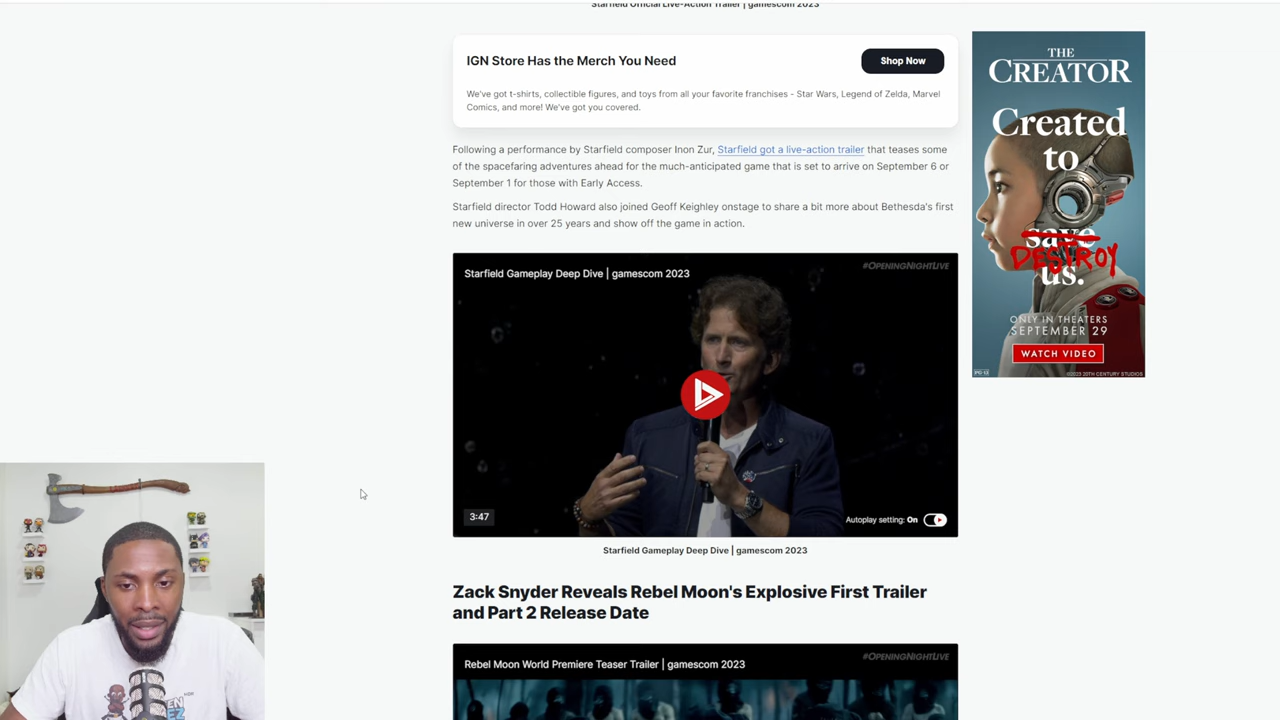 Starfield Official Live-Action Trailer | gamescom 2023
IGN Store Has the Merch You Need
Shop Now
We've got t-shirts, collectible figures, and toys from all your favorite franchises - Star Wars, Legend of Zelda, Marvel
Comics, and more! We've got you covered.
Following a performance by Starfield composer Inon Zur, Starfield got a live-action trailer that teases some
of the spacefaring adventures ahead for the much-anticipated game that is set to arrive on September 6 or
September 1 for those with Early Access.
Starfield director Todd Howard also joined Geoff Keighley onstage to share a bit more about Bethesda's first
new universe in over 25 years and show off the game in action.
Starfield Gameplay Deep Dive | gamescom 2023
#OPENINGNIGHTLIVE
3:47
Autoplay setting: On
Starfield Gameplay Deep Dive | gamescom 2023
Zack Snyder Reveals Rebel Moon's Explosive First Trailer
and Part 2 Release Date
Rebel Moon World Premiere Teaser Trailer | gamescom 2023
#OPENINGNIGHTLIVE
THE
CREATOR
Created
to
save
DESTROY
us.
ONLY IN THEATERS
SEPTEMBER 29
WATCH VIDEO
PG-13
©2023 20TH CENTURY STUDIOS